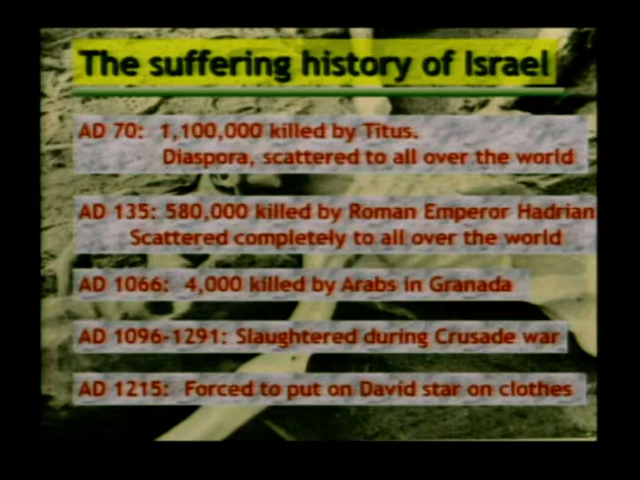 The suffering history of Israel
AD 70: 1,100,000 killed by Titus.
Diaspora, scattered to all over the world
AD 135: 580,000 killed by Roman Emperor Hadrian
Scattered completely to all over the world
AD 1066: 4,000 killed by Arabs in Granada
AD 1096-1291: Slaughtered during Crusade war
AD 1215: Forced to put on David star on clothes